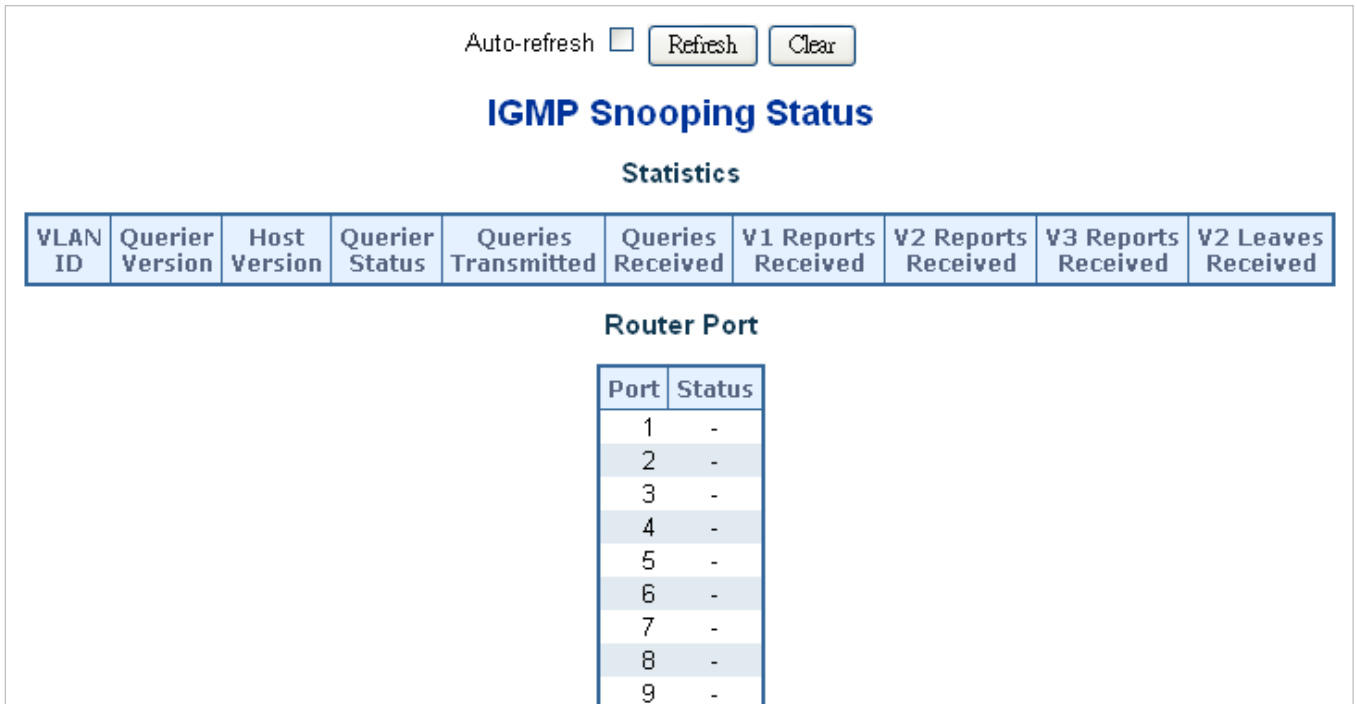 Auto-refresh Refresh Clear
IGMP Snooping Status
Statistics
VLAN ID Querier Version Host Version Querier Status Queries Transmitted Queries Received V1 Reports Received V2 Reports Received V3 Reports Received V2 Leaves Received
Router Port
Port Status
1 -
2 -
3 -
4 -
5 -
6 -
7 -
8 -
9 -